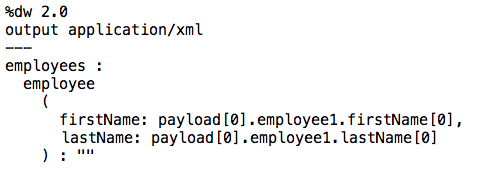 %dw 2.0
output application/xml
---
employees :
  employee
    (
      firstName: payload[0].employee1.firstName[0],
      lastName: payload[0].employee1.lastName[0]
    ) : ""